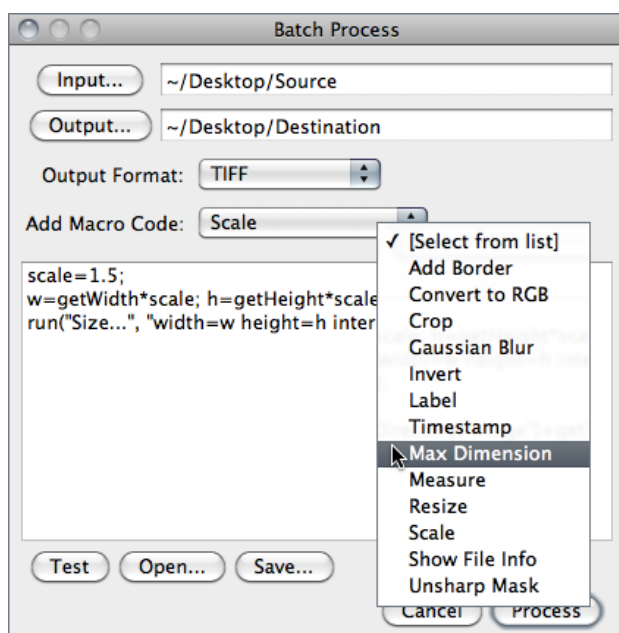 Batch Process
Input... ~/Desktop/Source
Output... ~/Desktop/Destination
Output Format: TIFF
Add Macro Code: Scale
✓ [Select from list]
Add Border
Convert to RGB
Crop
Gaussian Blur
Invert
Label
Timestamp
Max Dimension
Measure
Resize
Scale
Show File Info
Unsharp Mask
scale=1.5;
w=getWidth*scale; h=getHeight*scale
run("Size...", "width=w height=h inter
Test Open... Save...
Cancel Process